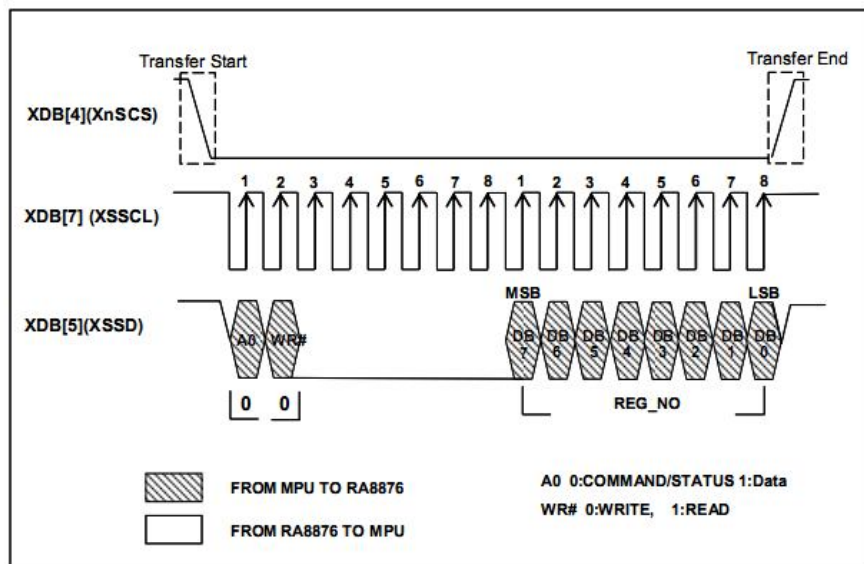 Transfer Start
Transfer End
XDB[4](XnSCS)
1 2 3 4 5 6 7 8 1 2 3 4 5 6 7 8
XDB[7] (XSSCL)
MSB LSB
XDB[5](XSSD)
A0 WR# DB DB DB DB DB DB DB DB
7 6 5 4 3 2 1 0
0 0
REG_NO
FROM MPU TO RA8876
A0 0:COMMAND/STATUS 1:Data
WR# 0:WRITE, 1:READ
FROM RA8876 TO MPU